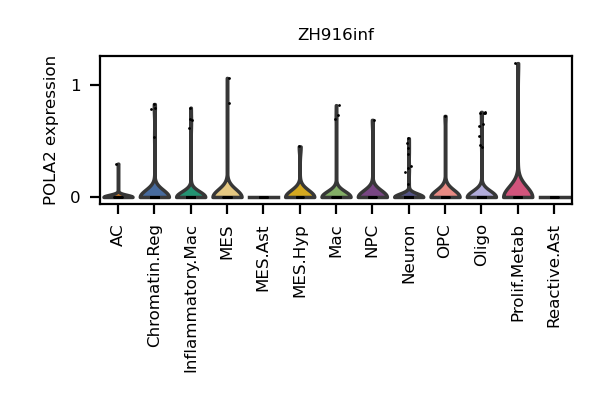 ZH916inf
POLA2 expression
1
0
AC
Chromatin.Reg
Inflammatory.Mac
MES
MES.Ast
MES.Hyp
Mac
NPC
Neuron
OPC
Oligo
Prolif.Metab
Reactive.Ast